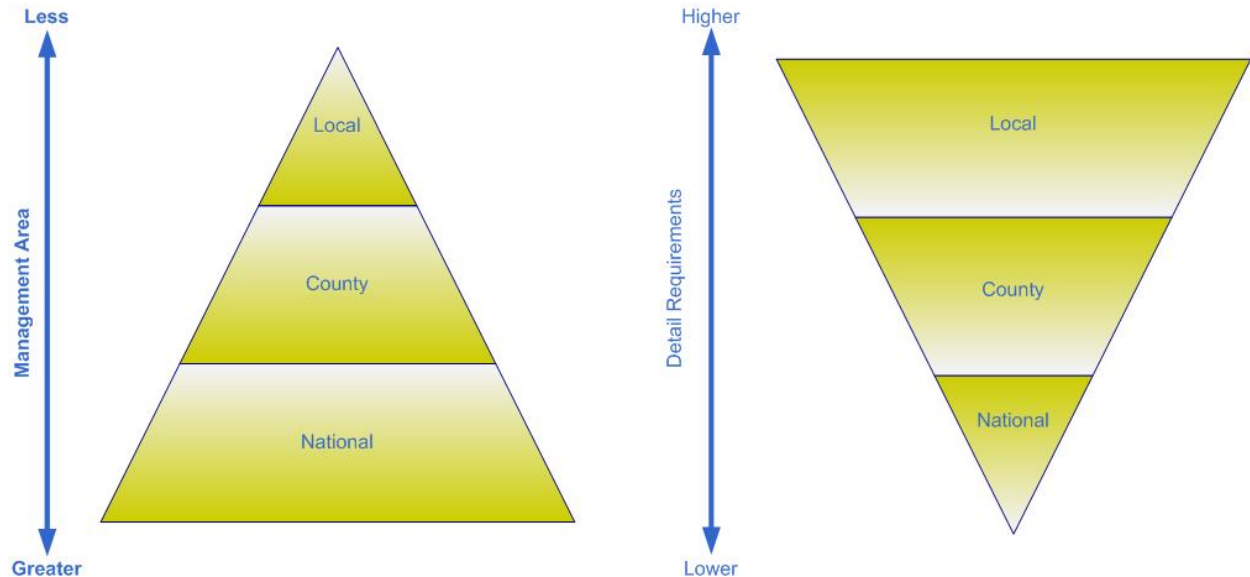 Less
Management Area
Local
County
National
Greater
Higher
Detail Requirements
Local
County
National
Lower